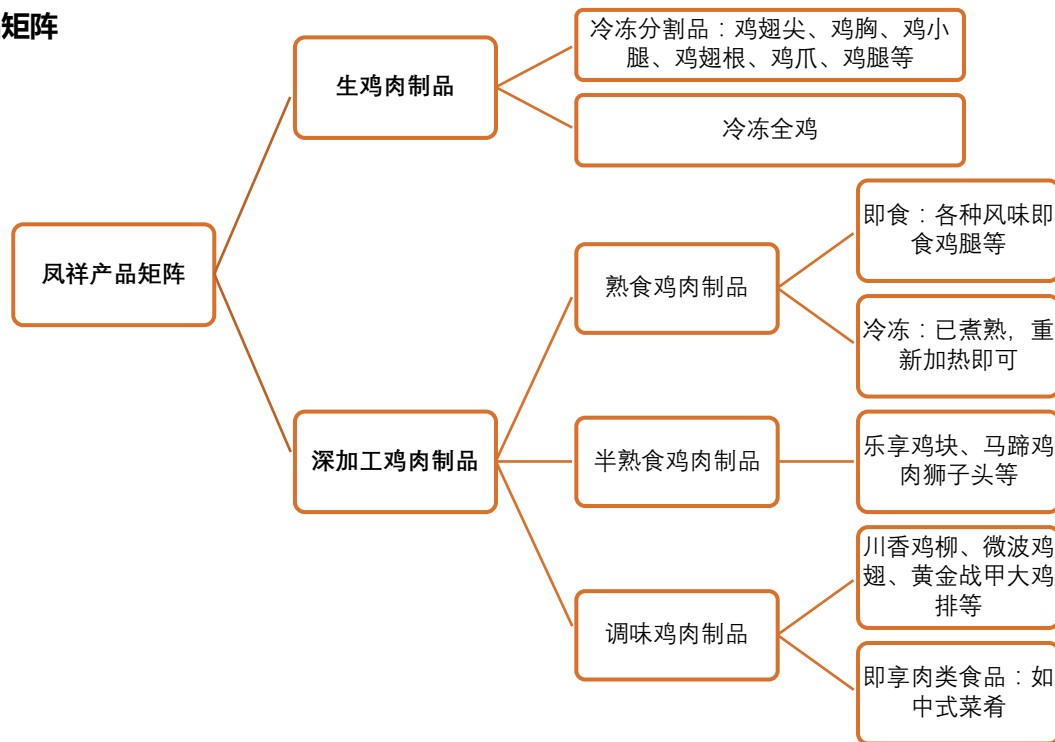 矩阵
冷冻分割品：鸡翅尖、鸡胸、鸡小
腿、鸡翅根、鸡爪、鸡腿等
生鸡肉制品
冷冻全鸡
凤祥产品矩阵
即食：各种风味即
食鸡腿等
熟食鸡肉制品
冷冻：已煮熟，重
新加热即可
深加工鸡肉制品
半熟食鸡肉制品
乐享鸡块、马蹄鸡
肉狮子头等
川香鸡柳、微波鸡
翅、黄金战甲大鸡
排等
调味鸡肉制品
即享肉类食品：如
中式菜肴